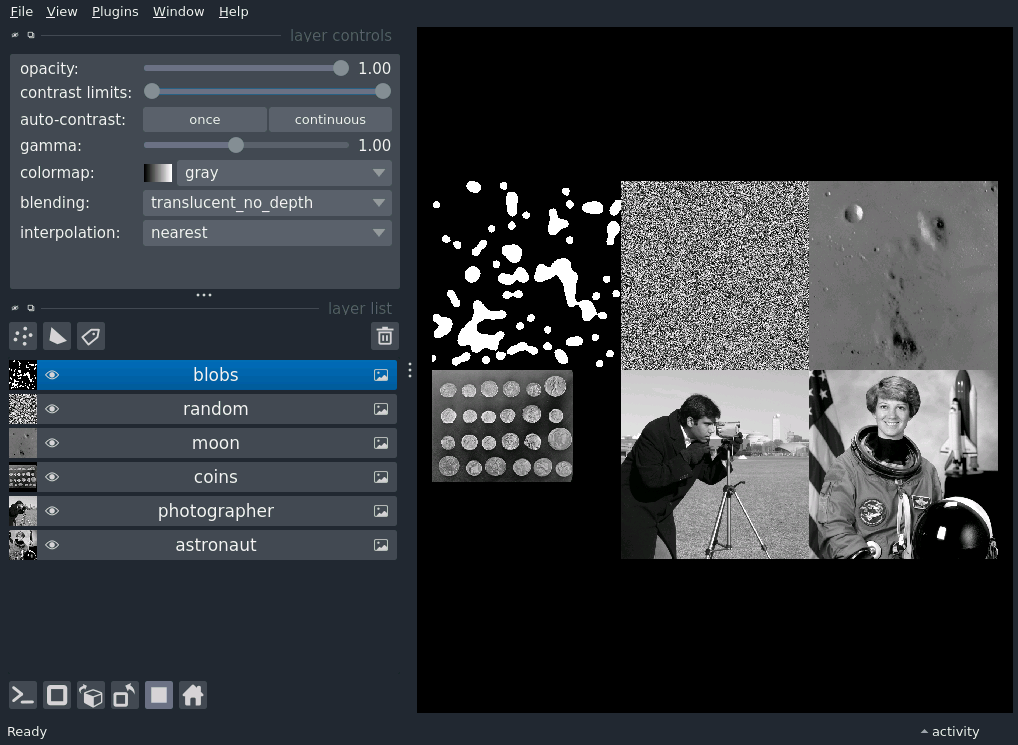 File View Plugins Window Help
layer controls
opacity: 1.00
contrast limits:
auto-contrast: once continuous
gamma: 1.00
colormap: gray
blending: translucent_no_depth
interpolation: nearest
layer list
blobs
random
moon
coins
photographer
astronaut
Ready activity